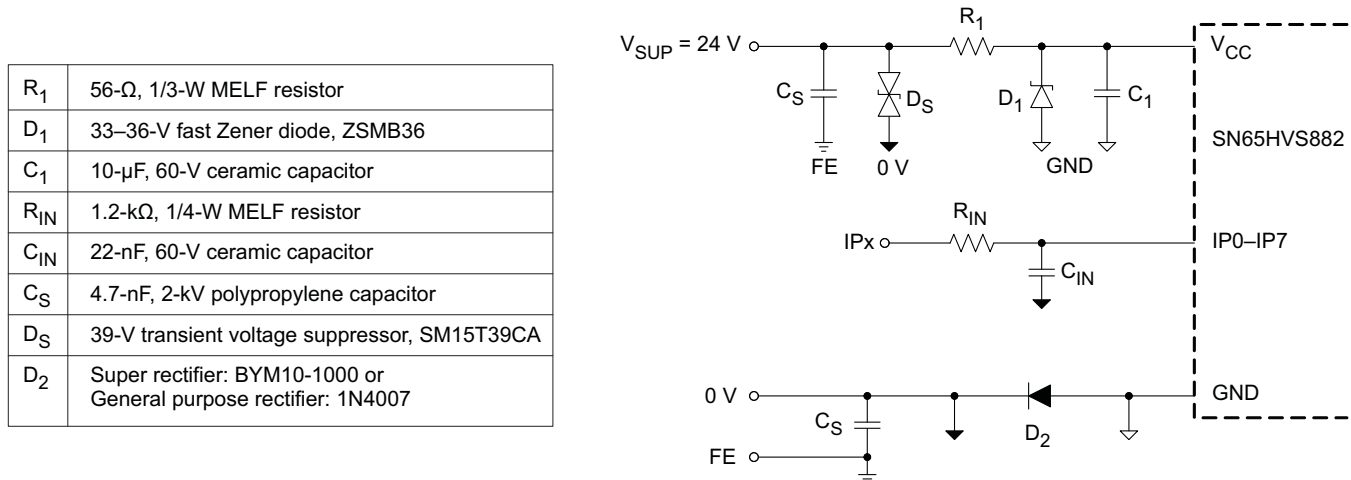 R1 56-Ω, 1/3-W MELF resistor
D1 33–36-V fast Zener diode, ZSMB36
C1 10-µF, 60-V ceramic capacitor
RIN 1.2-kΩ, 1/4-W MELF resistor
CIN 22-nF, 60-V ceramic capacitor
CS 4.7-nF, 2-kV polypropylene capacitor
DS 39-V transient voltage suppressor, SM15T39CA
D2 Super rectifier: BYM10-1000 or
General purpose rectifier: 1N4007
R1
VSUP = 24 V
VCC
CS
DS
D1
C1
SN65HVS882
FE
0 V
GND
RIN
IPx
IP0–IP7
CIN
0 V
GND
CS
D2
FE